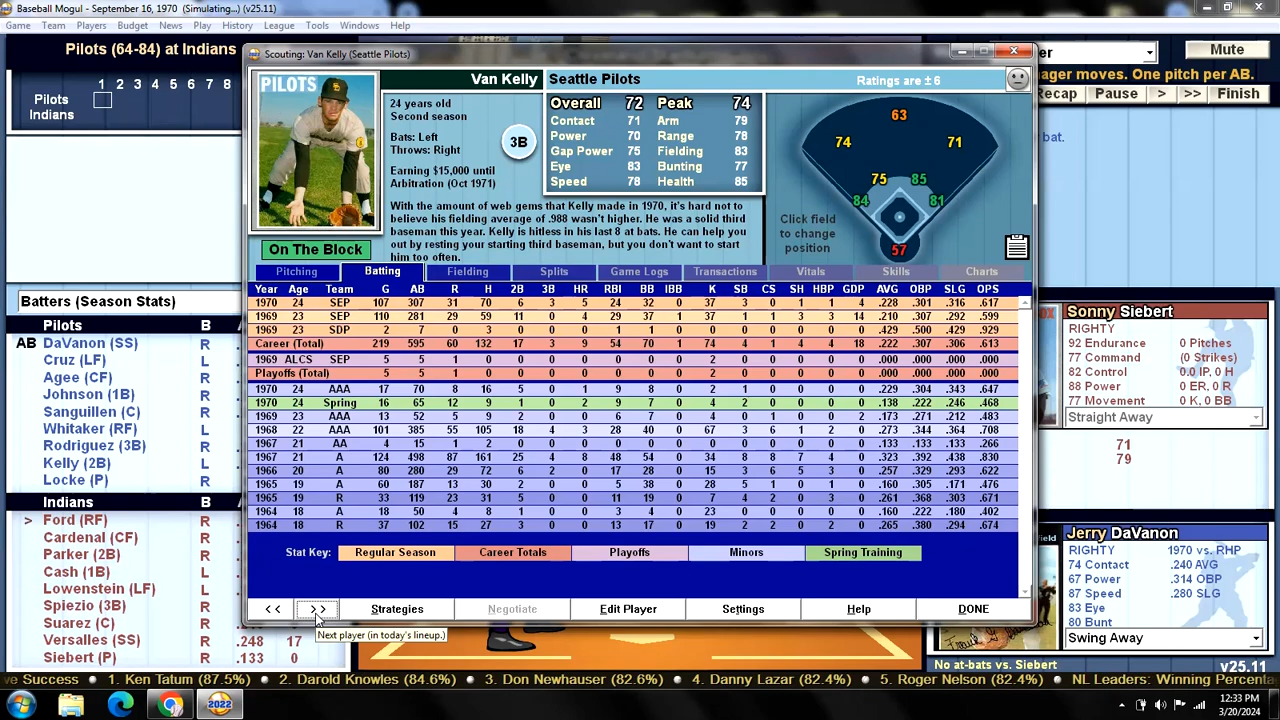 Baseball Mogul - September 16, 1970 (Simulating...) (v25.11)
Game Team Players Budget News Play History League Tools Windows Help
Pilots (64-84) at Indians
1 2 3 4 5 6 7 8
Pilots
Indians
Mute
ager moves. One pitch per AB.
Recap Pause > >> Finish
bat.
Scouting: Van Kelly (Seattle Pilots)
PILOTS
Van Kelly
Seattle Pilots
Ratings are ± 6
24 years old
Second season
Bats: Left
Throws: Right
Earning $15,000 until
Arbitration (Oct 1971)
3B
Overall 72 Peak 74
Contact 71 Arm 79
Power 70 Range 78
Gap Power 75 Fielding 83
Eye 83 Bunting 77
Speed 78 Health 85
63
74 71
75 85
84 81
57
Click field
to change
position
With the amount of web gems that Kelly made in 1970, it's hard not to
believe his fielding average of .988 wasn't higher. He was a solid third
baseman this year. Kelly is hitless in his last 8 at bats. He can help you
out by resting your starting third baseman, but you don't want to start
him too often.
On The Block
Pitching Batting Fielding Splits Game Logs Transactions Vitals Skills Charts
Year Age Team G AB R H 2B 3B HR RBI BB IBB K SB CS SH HBP GDP AVG OBP SLG OPS
1970 24 SEP 107 307 31 70 6 3 5 24 32 0 37 3 0 1 1 4 .228 .301 .316 .617
1969 23 SEP 110 281 29 59 11 0 4 29 37 1 37 1 1 3 3 14 .210 .307 .292 .599
1969 23 SDP 2 7 0 3 0 0 0 1 1 0 0 0 0 0 0 0 .429 .500 .429 .929
Career (Total) 219 595 60 132 17 3 9 54 70 1 74 4 1 4 4 18 .222 .307 .306 .613
1969 ALCS SEP 5 5 1 0 0 0 0 0 0 0 2 0 0 0 0 0 .000 .000 .000 .000
Playoffs (Total) 5 5 1 0 0 0 0 0 0 0 2 0 0 0 0 0 .000 .000 .000 .000
1970 24 AAA 17 70 8 16 5 0 1 9 8 0 2 1 0 0 0 0 .229 .304 .343 .647
1970 24 Spring 16 65 12 9 1 0 2 9 7 0 4 2 0 0 0 0 .138 .222 .246 .468
1969 23 AAA 13 52 5 9 2 0 0 6 7 0 4 0 0 0 0 2 .173 .271 .212 .483
1968 22 AAA 101 385 55 105 18 4 3 28 40 0 67 3 6 1 2 0 .273 .344 .364 .708
1967 21 AA 4 15 1 2 0 0 0 0 0 0 4 0 0 0 0 0 .133 .133 .133 .266
1967 21 A 124 498 87 161 25 4 8 48 54 0 34 8 8 7 4 0 .323 .392 .438 .830
1966 20 A 80 280 29 72 6 2 0 17 28 0 15 3 6 5 3 0 .257 .329 .293 .622
1965 19 A 60 187 13 30 2 0 0 5 38 0 28 5 1 0 1 0 .160 .305 .171 .476
1965 19 R 33 119 23 31 5 0 0 11 19 0 7 4 2 0 2 0 .261 .368 .303 .671
1964 18 A 18 50 4 8 1 0 0 3 4 0 23 0 0 0 0 0 .160 .222 .180 .402
1964 18 R 37 102 15 27 3 0 0 13 17 0 19 2 2 0 2 0 .265 .380 .294 .674
Stat Key: Regular Season Career Totals Playoffs Minors Spring Training
<< >> Strategies Negotiate Edit Player Settings Help DONE
Next player (in today's lineup.)
Batters (Season Stats)
Pilots B
AB DaVanon (SS) R
Cruz (LF) L
Agee (CF) R
Johnson (1B) R
Sanguillen (C) R
Whitaker (RF) L
Rodriguez (3B) R
Kelly (2B) L
Locke (P) R
Indians B
> Ford (RF) R
Cardenal (CF) R
Parker (2B) R
Cash (1B) L
Lowenstein (LF) L
Spiezio (3B) R
Suarez (C) R
Versalles (SS) R .248 17
Siebert (P) R .133 0
Sonny Siebert
RIGHTY
92 Endurance
77 Command (0 Strikes)
82 Control 0.0 IP, 0 H
88 Power 0 ER, 0 R
77 Movement 0 K, 0 BB
Straight Away
71
79
Jerry DaVanon
RIGHTY 1970 vs. RHP
74 Contact .240 AVG
67 Power .314 OBP
87 Speed .280 SLG
83 Eye
80 Bunt
Swing Away
No at-bats vs. Siebert
v25.11
ve Success • 1. Ken Tatum (87.5%) • 2. Darold Knowles (84.6%) • 3. Don Newhauser (82.6%) • 4. Danny Lazar (82.4%) • 5. Roger Nelson (82.4%) • NL Leaders: Winning Percenta
2022
12:33 PM
3/20/2024